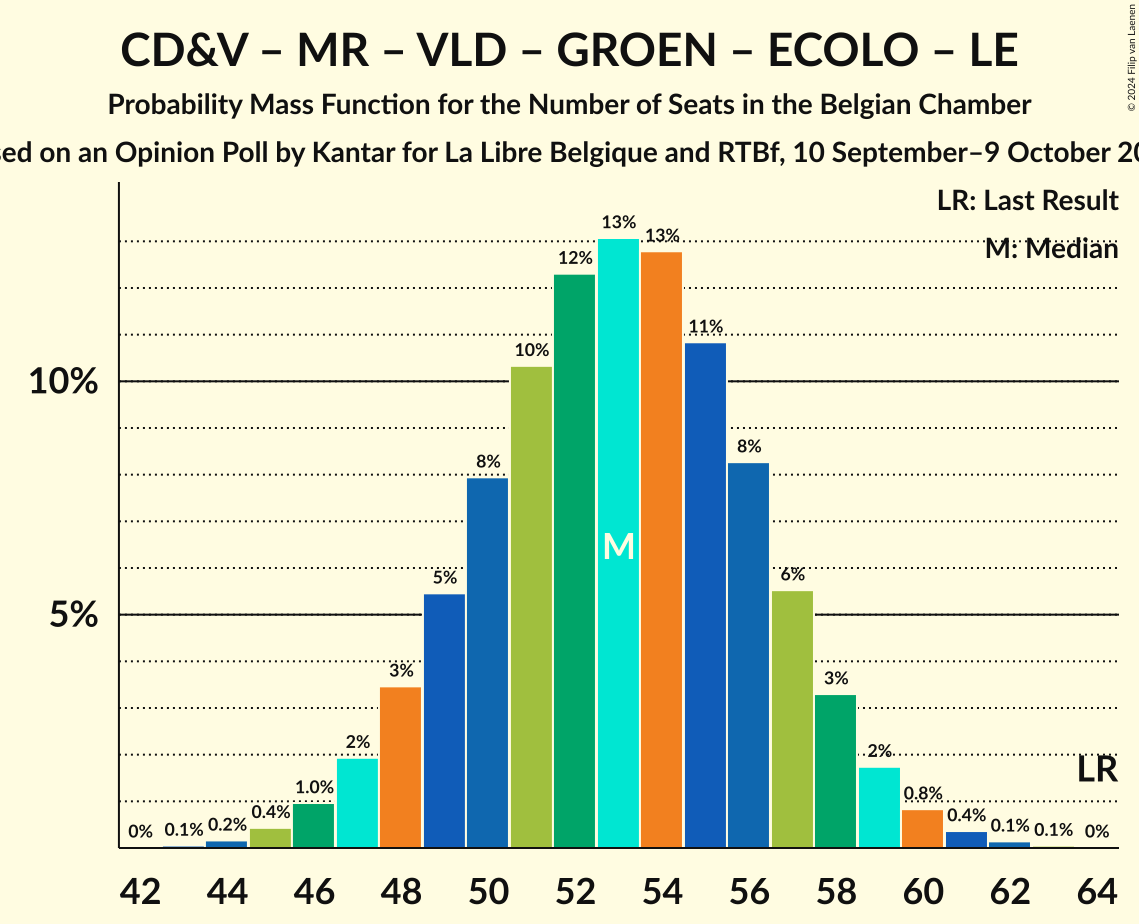 CD&V – MR – VLD – GROEN – ECOLO – LE
Probability Mass Function for the Number of Seats in the Belgian Chamber
on an Opinion Poll by Kantar for La Libre Belgique and RTBf, 10 September–9 October
© 2024 Filip van Laenen
LR: Last Result
M: Median
10%
5%
0% 0.1% 0.2% 0.4% 1.0% 2% 3% 5% 8% 10% 12% 13% 13% 11% 8% 6% 3% 2% 0.8% 0.4% 0.1% 0.1% 0%
M
LR
42 44 46 48 50 52 54 56 58 60 62 64